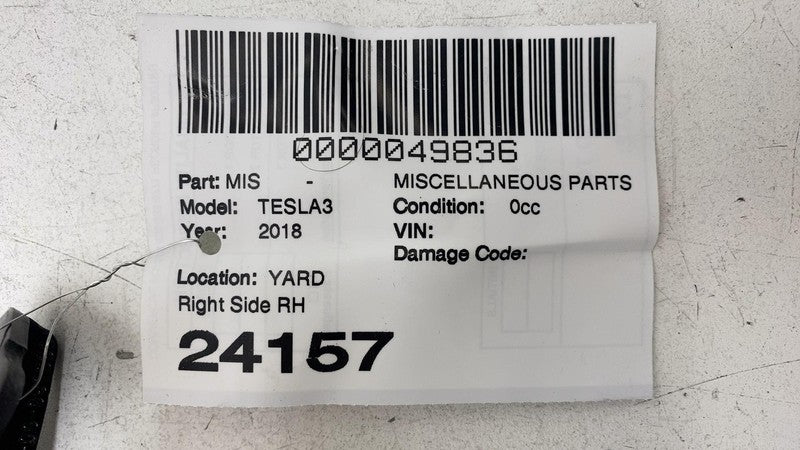 0000049836
Part: MIS - MISCELLANEOUS PARTS
Model: TESLA3 Condition: 0cc
Year: 2018 VIN:
Damage Code:
Location: YARD
Right Side RH
24157